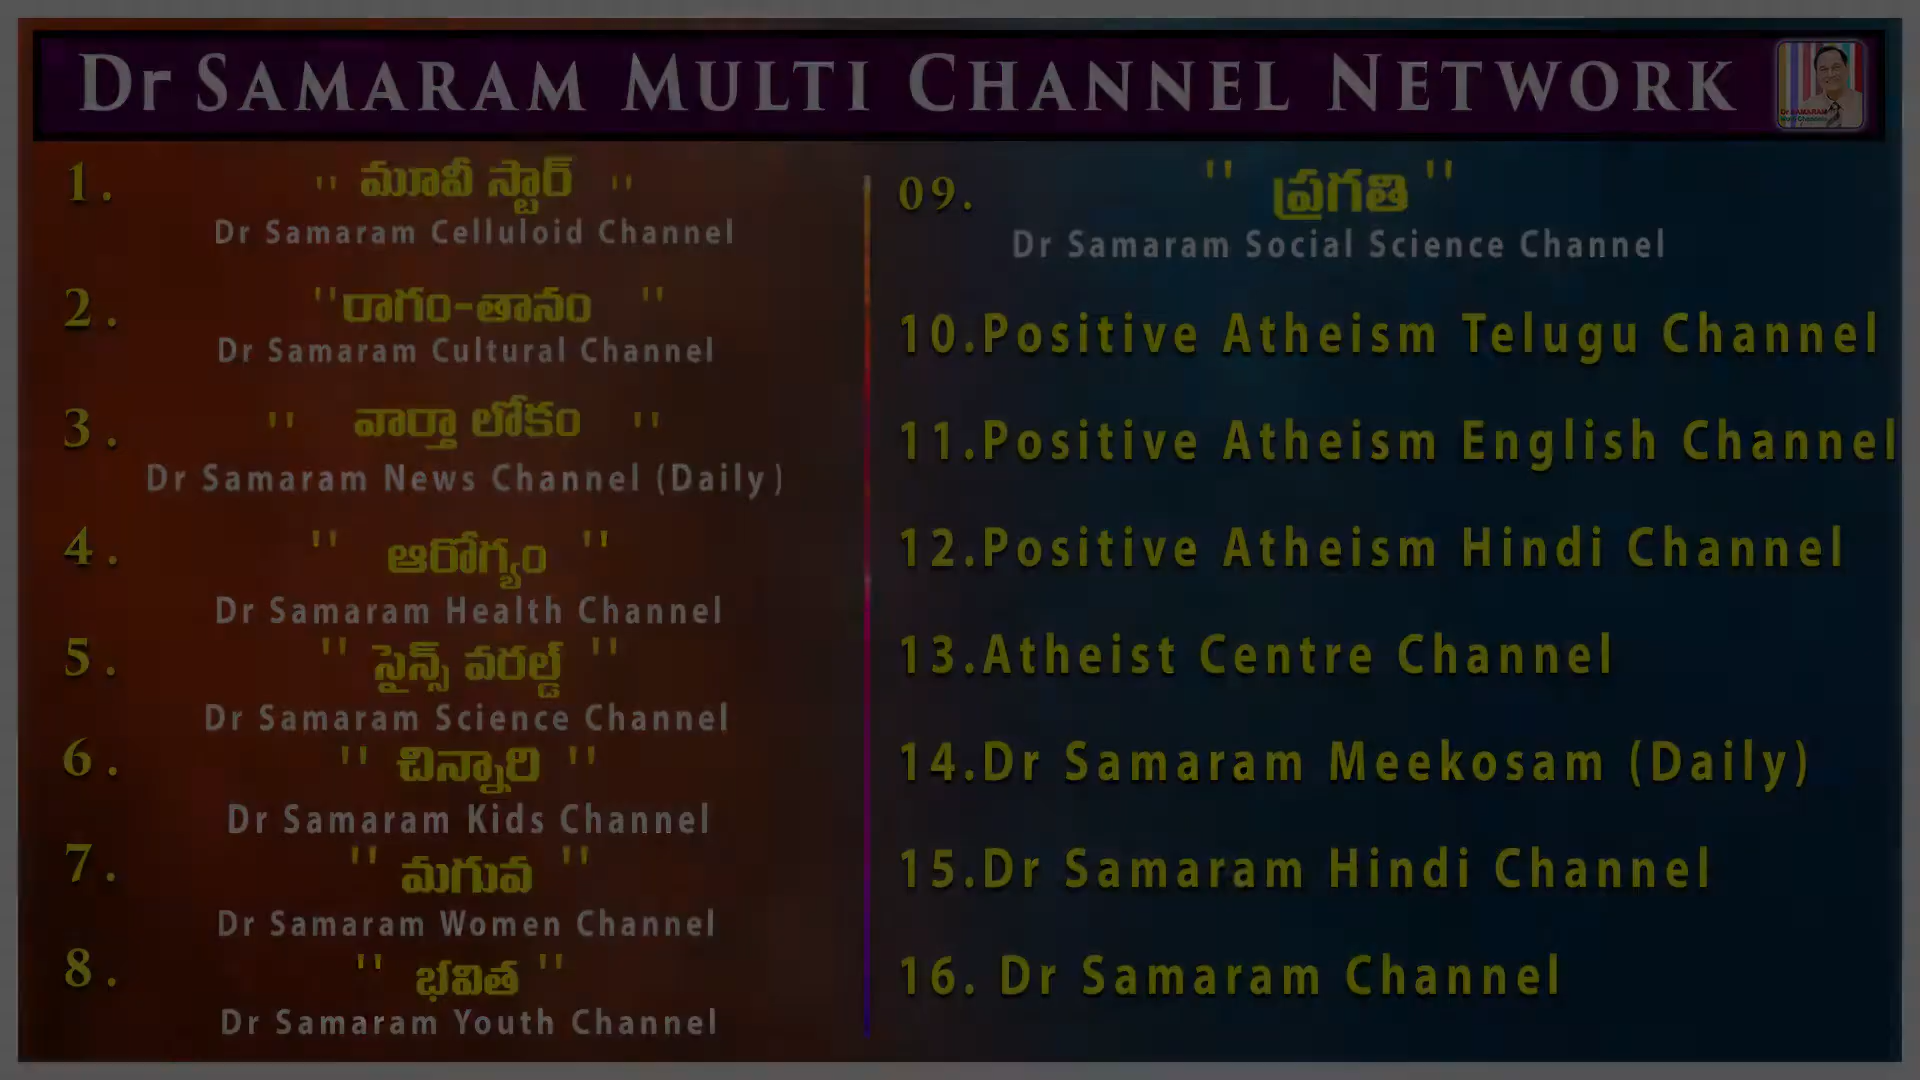 Dr SAMARAM MULTI CHANNEL NETWORK
1. '' మూవీ స్టార్ ''
Dr Samaram Celluloid Channel
2. ''రాగం-తానం ''
Dr Samaram Cultural Channel
3. '' వార్తా లోకం ''
Dr Samaram News Channel (Daily)
4. '' ఆరోగ్యం ''
Dr Samaram Health Channel
5. '' సైన్స్ వరల్డ్ ''
Dr Samaram Science Channel
6. '' చిన్నారి ''
Dr Samaram Kids Channel
7. '' మగువ ''
Dr Samaram Women Channel
8. '' భవిత ''
Dr Samaram Youth Channel
09. '' ప్రగతి ''
Dr Samaram Social Science Channel
10.Positive Atheism Telugu Channel
11.Positive Atheism English Channel
12.Positive Atheism Hindi Channel
13.Atheist Centre Channel
14.Dr Samaram Meekosam (Daily)
15.Dr Samaram Hindi Channel
16. Dr Samaram Channel